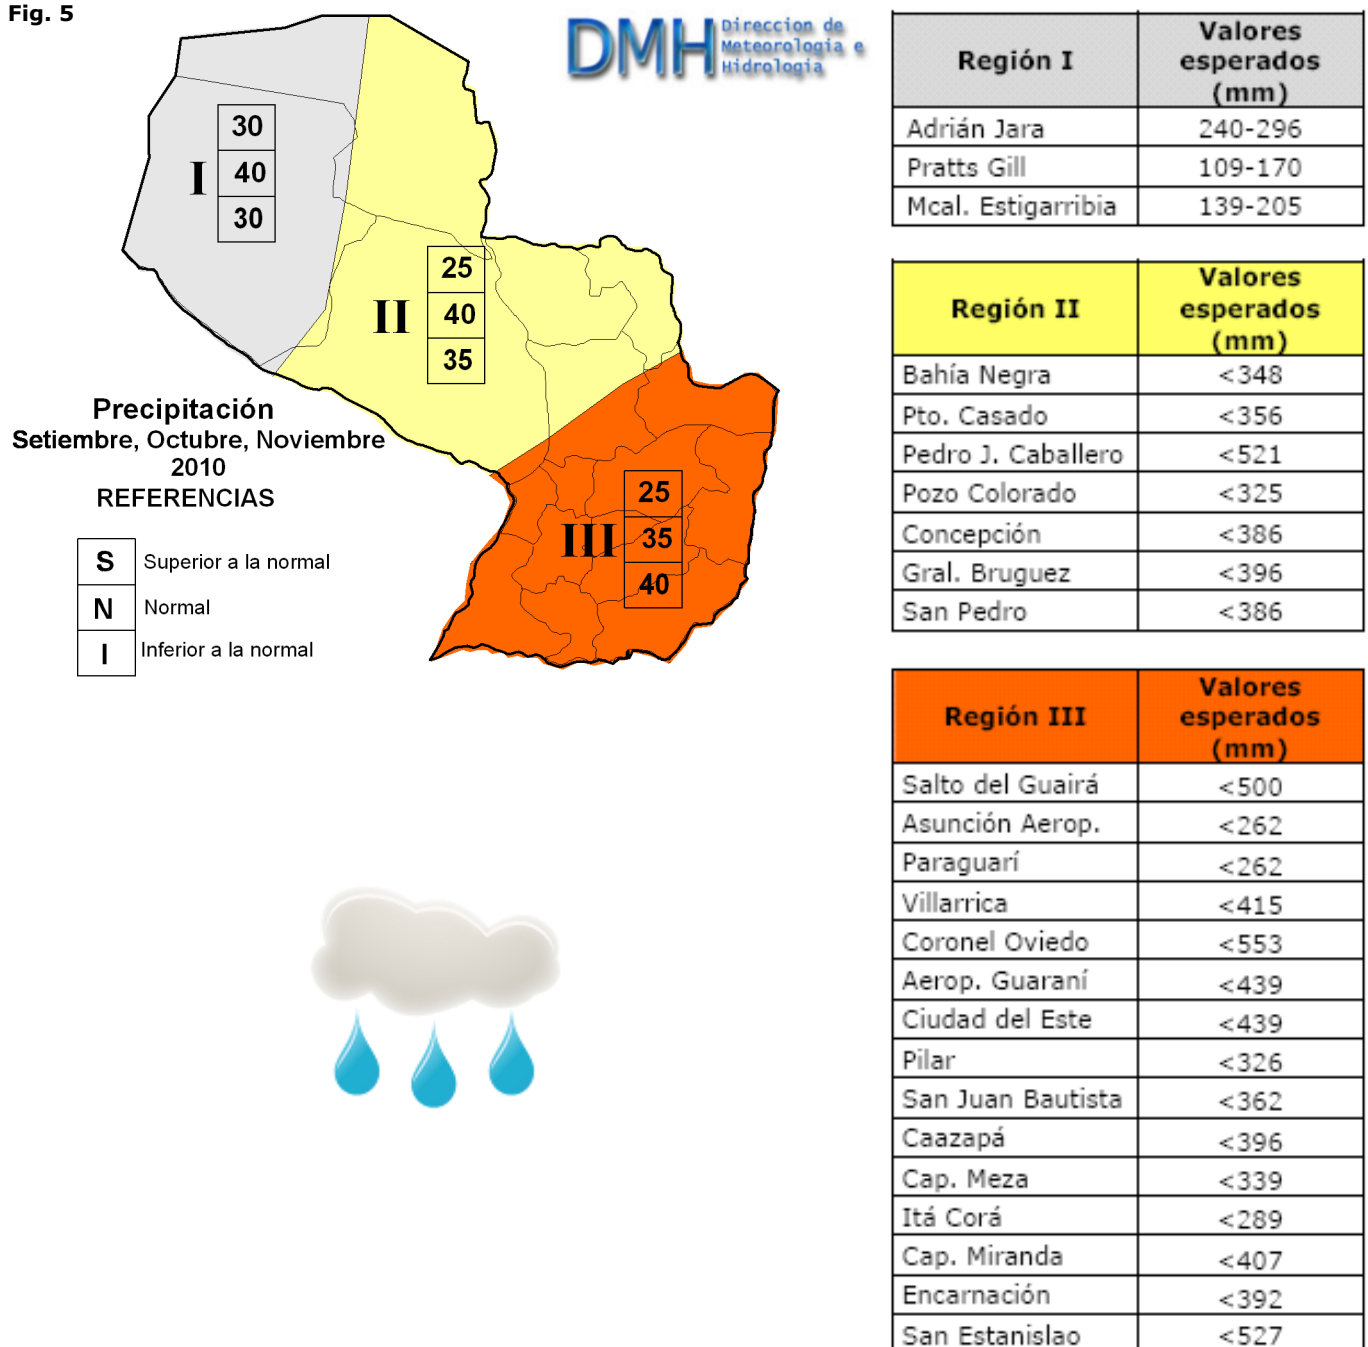 Fig. 5
DMH Direccion de
Meteorologia e
Hidrologia
30
I 40
30
25
II 40
35
25
III 35
40
Precipitación
Setiembre, Octubre, Noviembre
2010
REFERENCIAS
S Superior a la normal
N Normal
I Inferior a la normal
Región I Valores
esperados
(mm)
Adrián Jara 240-296
Pratts Gill 109-170
Mcal. Estigarribia 139-205
Región II Valores
esperados
(mm)
Bahía Negra <348
Pto. Casado <356
Pedro J. Caballero <521
Pozo Colorado <325
Concepción <386
Gral. Bruguez <396
San Pedro <386
Región III Valores
esperados
(mm)
Salto del Guairá <500
Asunción Aerop. <262
Paraguarí <262
Villarrica <415
Coronel Oviedo <553
Aerop. Guaraní <439
Ciudad del Este <439
Pilar <326
San Juan Bautista <362
Caazapá <396
Cap. Meza <339
Itá Corá <289
Cap. Miranda <407
Encarnación <392
San Estanislao <527